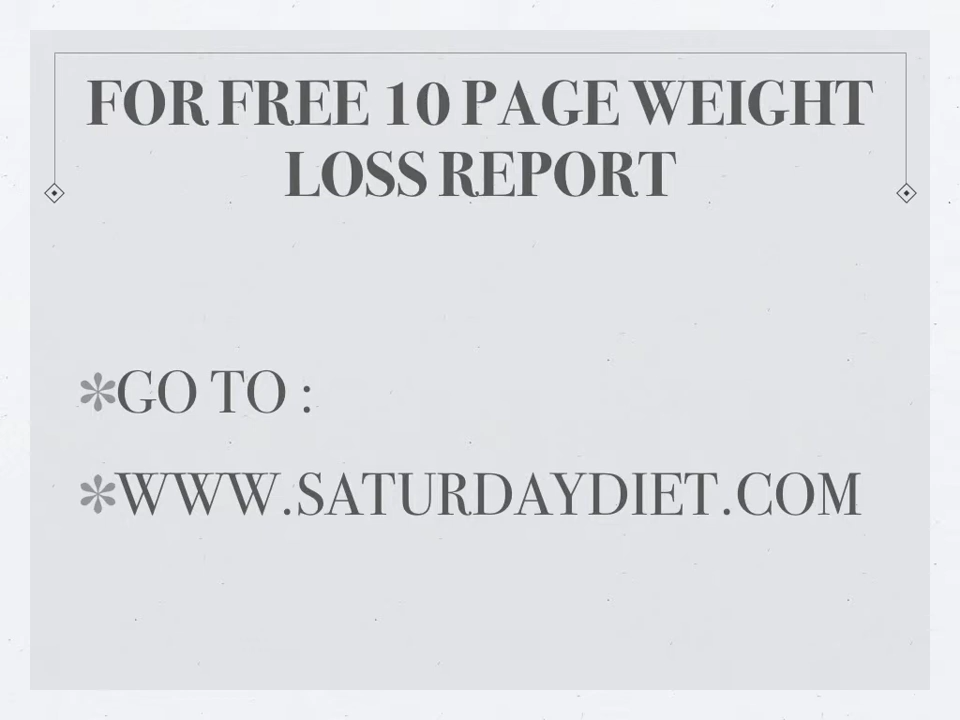 FOR FREE 10 PAGE WEIGHT
LOSS REPORT
GO TO :
WWW.SATURDAYDIET.COM